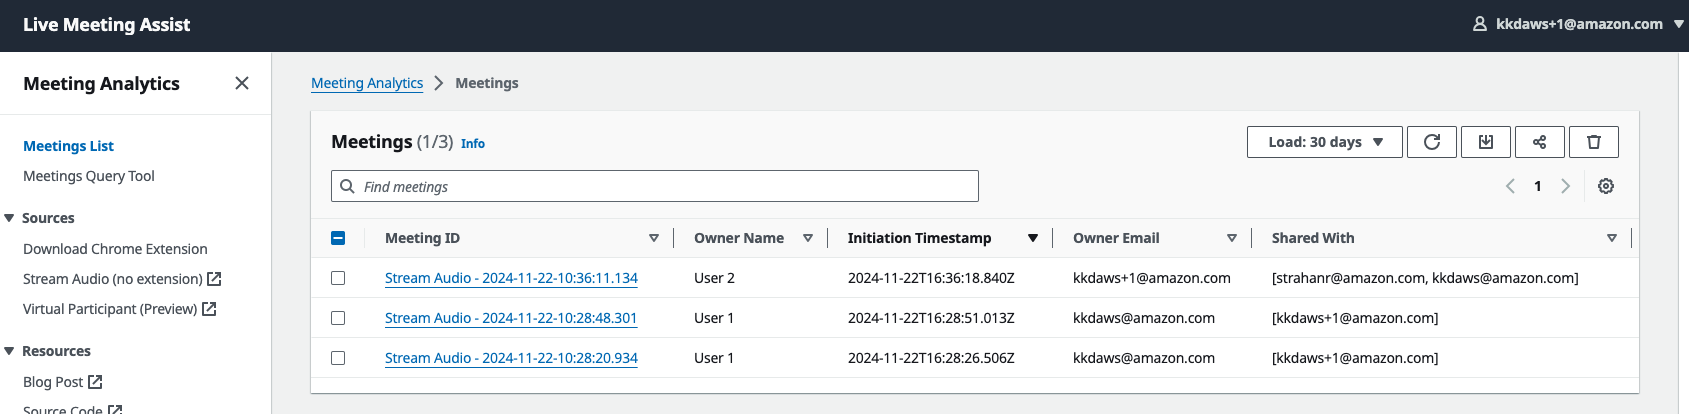 Live Meeting Assist
kkdaws+1@amazon.com
Meeting Analytics
Meetings List
Meetings Query Tool
Sources
Download Chrome Extension
Stream Audio (no extension)
Virtual Participant (Preview)
Resources
Blog Post
Source Code
Meeting Analytics Meetings
Meetings (1/3) Info
Load: 30 days
Find meetings
1
Meeting ID Owner Name Initiation Timestamp Owner Email Shared With
Stream Audio - 2024-11-22-10:36:11.134 User 2 2024-11-22T16:36:18.840Z kkdaws+1@amazon.com [strahanr@amazon.com, kkdaws@amazon.com]
Stream Audio - 2024-11-22-10:28:48.301 User 1 2024-11-22T16:28:51.013Z kkdaws@amazon.com [kkdaws+1@amazon.com]
Stream Audio - 2024-11-22-10:28:20.934 User 1 2024-11-22T16:28:26.506Z kkdaws@amazon.com [kkdaws+1@amazon.com]